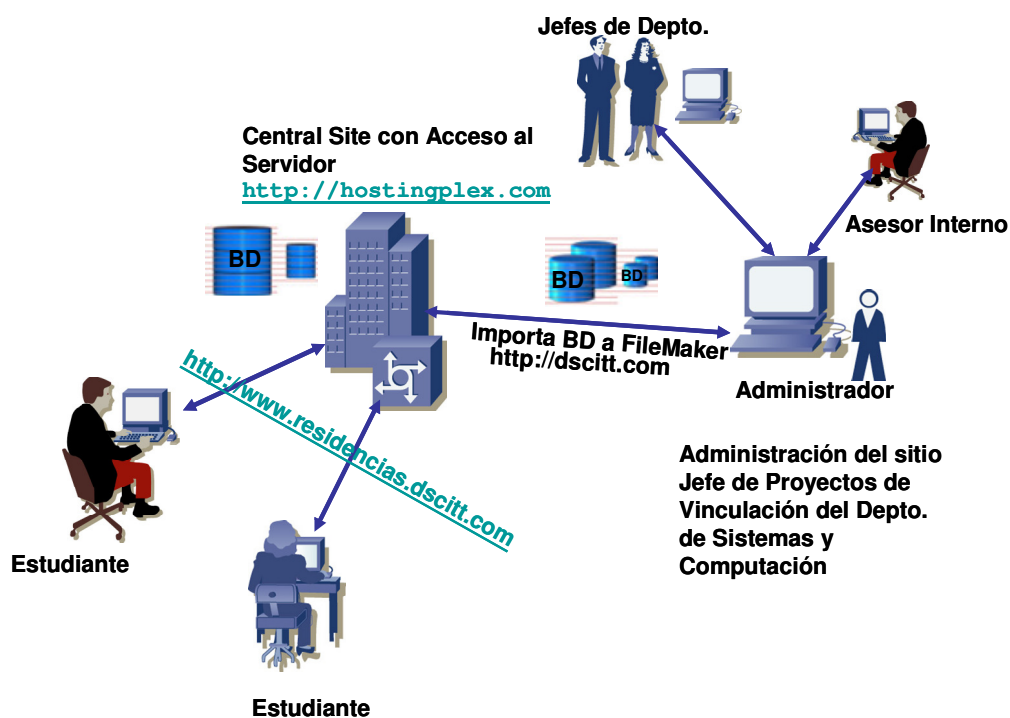 Jefes de Depto.
Central Site con Acceso al
Servidor
http://hostingplex.com
Asesor Interno
BD
BD
BD
Importa BD a FileMaker
http://dscitt.com
Administrador
http://www.residencias.dscitt.com
Administración del sitio
Jefe de Proyectos de
Vinculación del Depto.
de Sistemas y
Computación
Estudiante
Estudiante